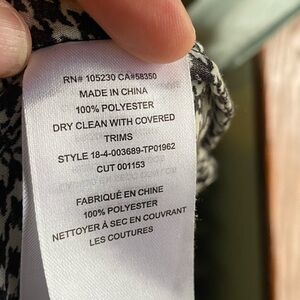 RN# 105230 CA#58350
MADE IN CHINA
100% POLYESTER
DRY CLEAN WITH COVERED
TRIMS
STYLE 18-4-003689-TP01962
CUT 001153
FABRIQUÉ EN CHINE
100% POLYESTER
NETTOYER À SEC EN COUVRANT
LES COUTURES